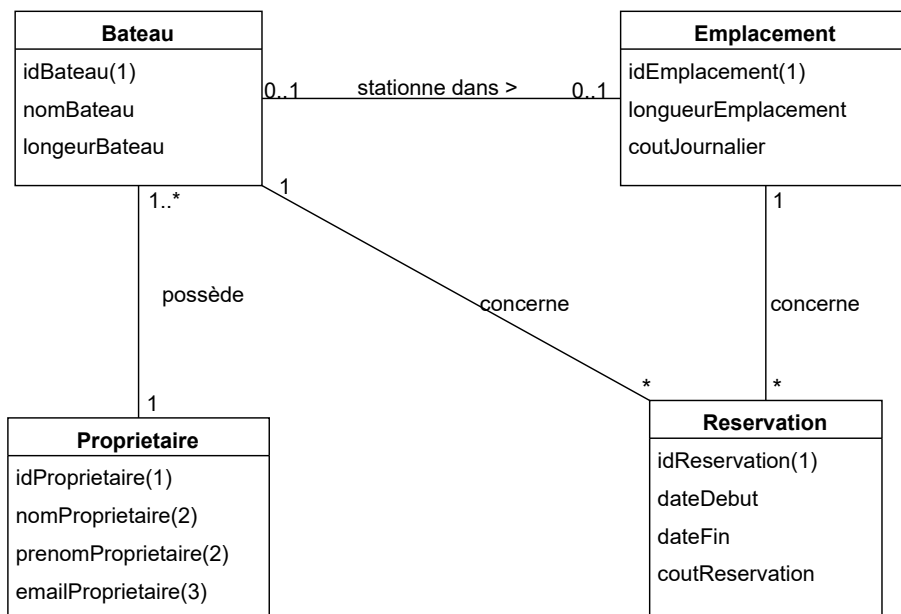 Bateau
idBateau(1)
nomBateau
longeurBateau
Emplacement
idEmplacement(1)
longueurEmplacement
coutJournalier
0..1
stationne dans >
0..1
1..*
1
1
possède
concerne
concerne
1
*
*
Proprietaire
idProprietaire(1)
nomProprietaire(2)
prenomProprietaire(2)
emailProprietaire(3)
Reservation
idReservation(1)
dateDebut
dateFin
coutReservation